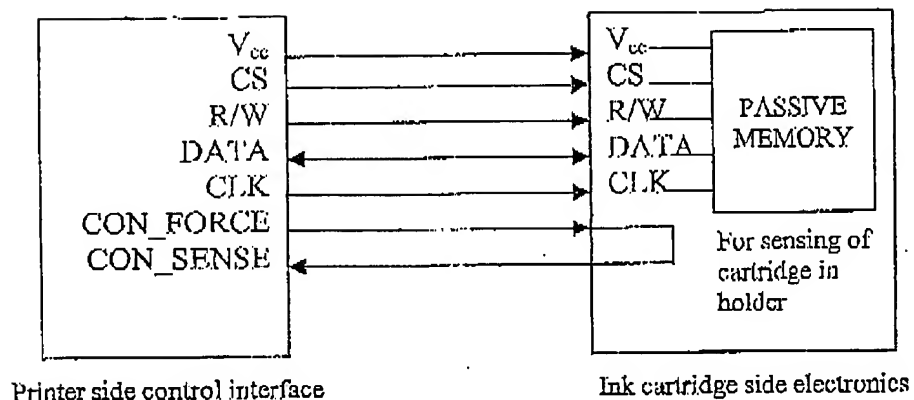 Vcc
CS
R/W
DATA
CLK
CON_FORCE
CON_SENSE
Vcc
CS
R/W
DATA
CLK
PASSIVE
MEMORY
For sensing of
cartridge in
holder
Printer side control interface
Ink cartridge side electronics